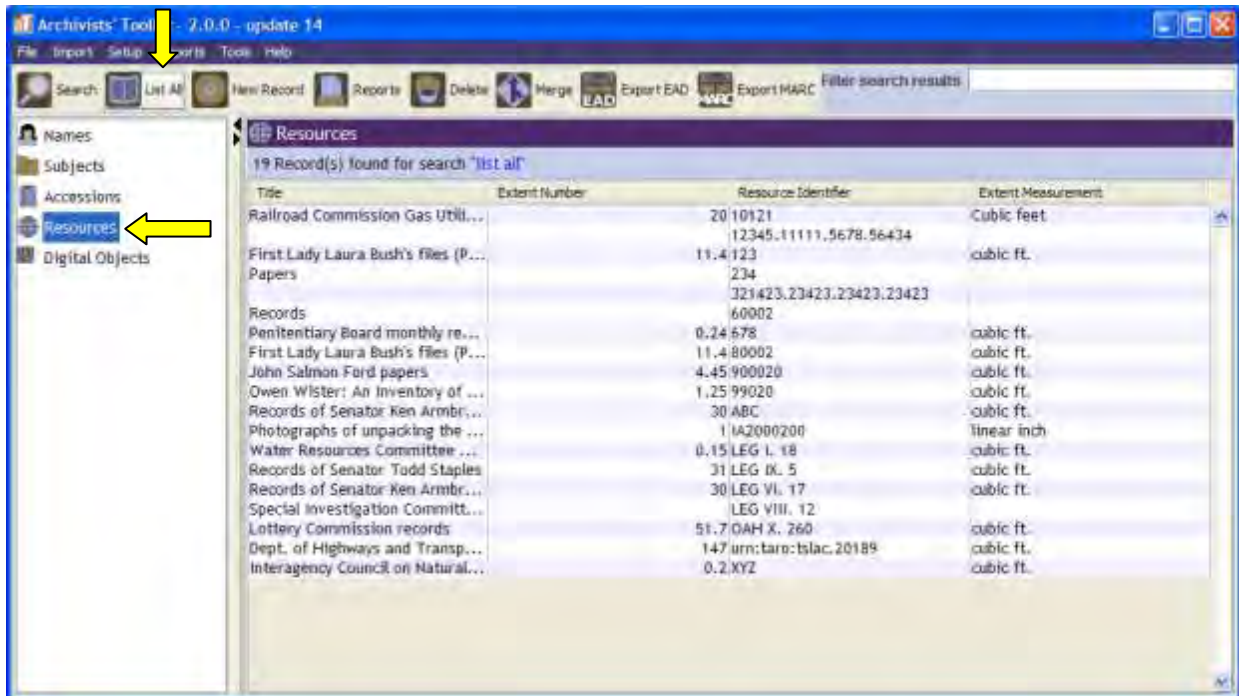 Archivists' Toolkit - 2.0.0 - update 14
File Import Setup Reports Tools Help
Search List All New Record Reports Delete Merge EAD Export EAD MARC Export MARC Filter search results
Names
Subjects
Accessions
Resources
Digital Objects
Resources
19 Record(s) found for search "list all"
Title Extent Number Resource Identifier Extent Measurement
Railroad Commission Gas Utili... 20 10121 Cubic feet
12345.11111.5678.56434
First Lady Laura Bush's files (P... 11.4 123 cubic ft.
Papers 234
321423.23423.23423.23423
Records 60002
Penitentiary Board monthly re... 0.24 678 cubic ft.
First Lady Laura Bush's files (P... 11.4 80002 cubic ft.
John Salmon Ford papers 4.45 900020 cubic ft.
Owen Wister: An Inventory of ... 1.25 99020 cubic ft.
Records of Senator Ken Armbr... 30 ABC cubic ft.
Photographs of unpacking the ... 1 IA2000200 linear inch
Water Resources Committee ... 0.15 LEG I. 18 cubic ft.
Records of Senator Todd Staples 31 LEG IX. 5 cubic ft.
Records of Senator Ken Armbr... 30 LEG VI. 17 cubic ft.
Special Investigation Committ... LEG VIII. 12
Lottery Commission records 51.7 OAH X. 260 cubic ft.
Dept. of Highways and Transp... 147 urn:taro:tslac.20189 cubic ft.
Interagency Council on Natural... 0.2 XYZ cubic ft.